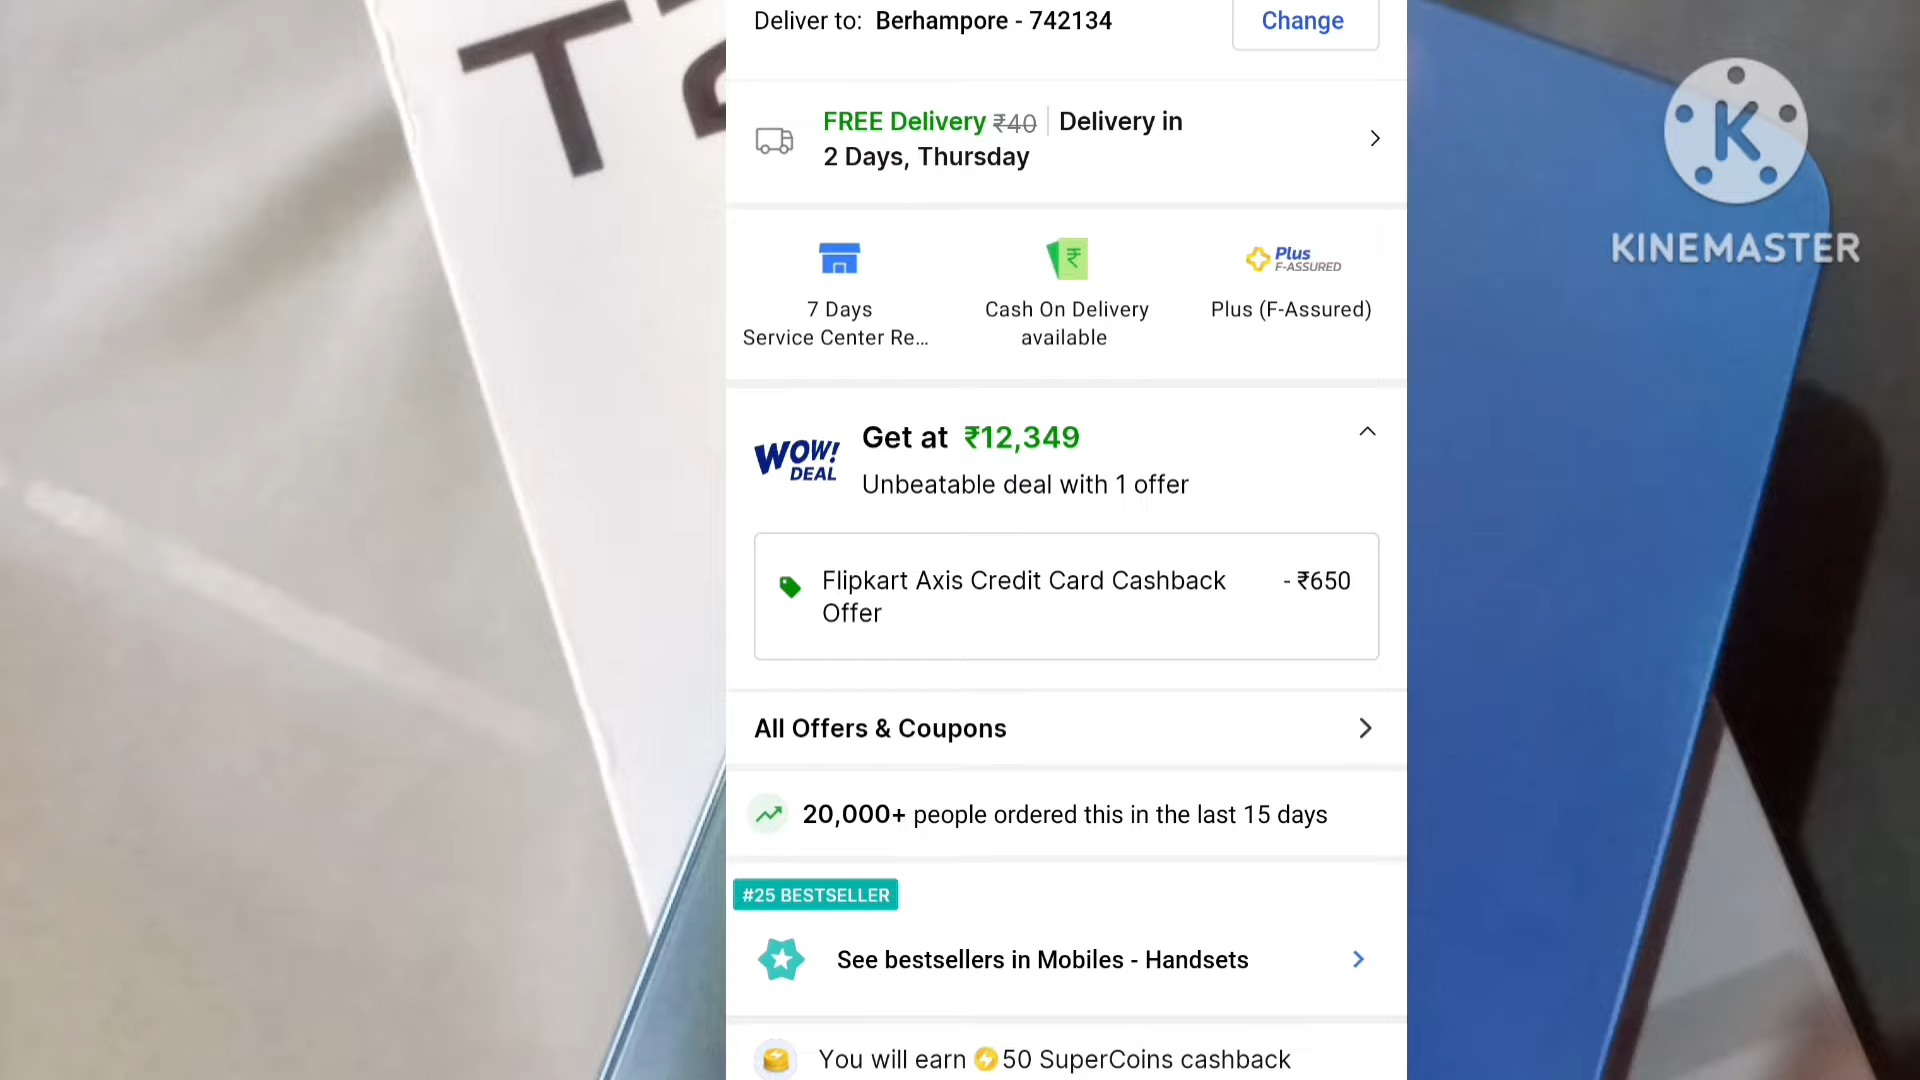 Deliver to: Berhampore - 742134
Change
FREE Delivery ₹40 Delivery in
2 Days, Thursday
Plus
F-ASSURED
7 Days
Service Center Re...
Cash On Delivery
available
Plus (F-Assured)
WOW!
DEAL
Get at ₹12,349
Unbeatable deal with 1 offer
Flipkart Axis Credit Card Cashback
Offer
- ₹650
All Offers & Coupons
20,000+ people ordered this in the last 15 days
#25 BESTSELLER
See bestsellers in Mobiles - Handsets
You will earn 50 SuperCoins cashback
K
KINEMASTER